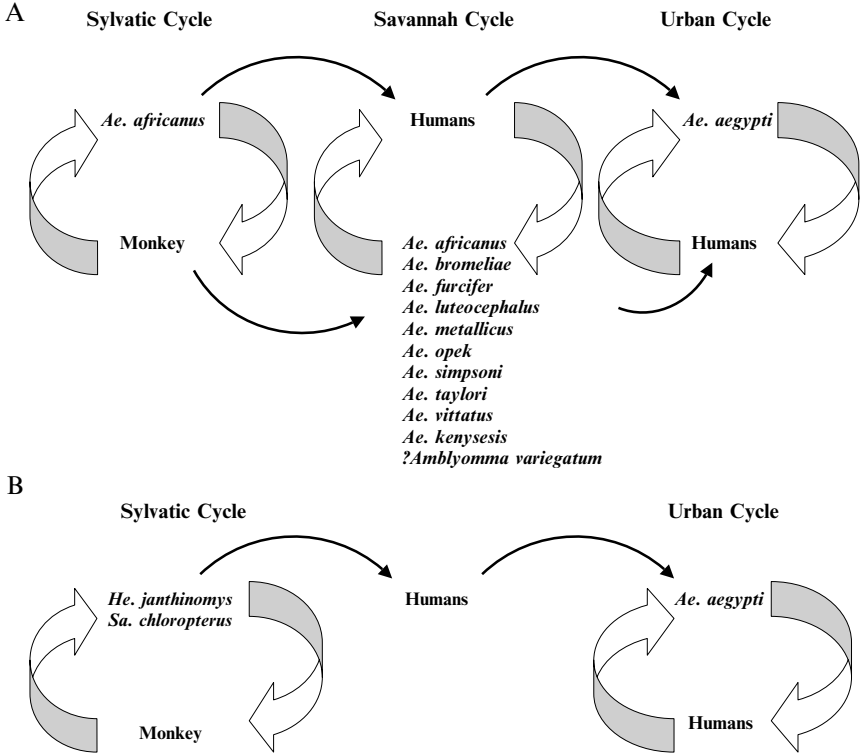 A
Sylvatic Cycle
Savannah Cycle
Urban Cycle
Ae. africanus
Humans
Ae. aegypti
Monkey
Ae. africanus
Humans
Ae. bromeliae
Ae. furcifer
Ae. luteocephalus
Ae. metallicus
Ae. opek
Ae. simpsoni
Ae. taylori
Ae. vittatus
Ae. kenysesis
?Amblyomma variegatum
B
Sylvatic Cycle
Urban Cycle
He. janthinomys
Sa. chloropterus
Humans
Ae. aegypti
Monkey
Humans